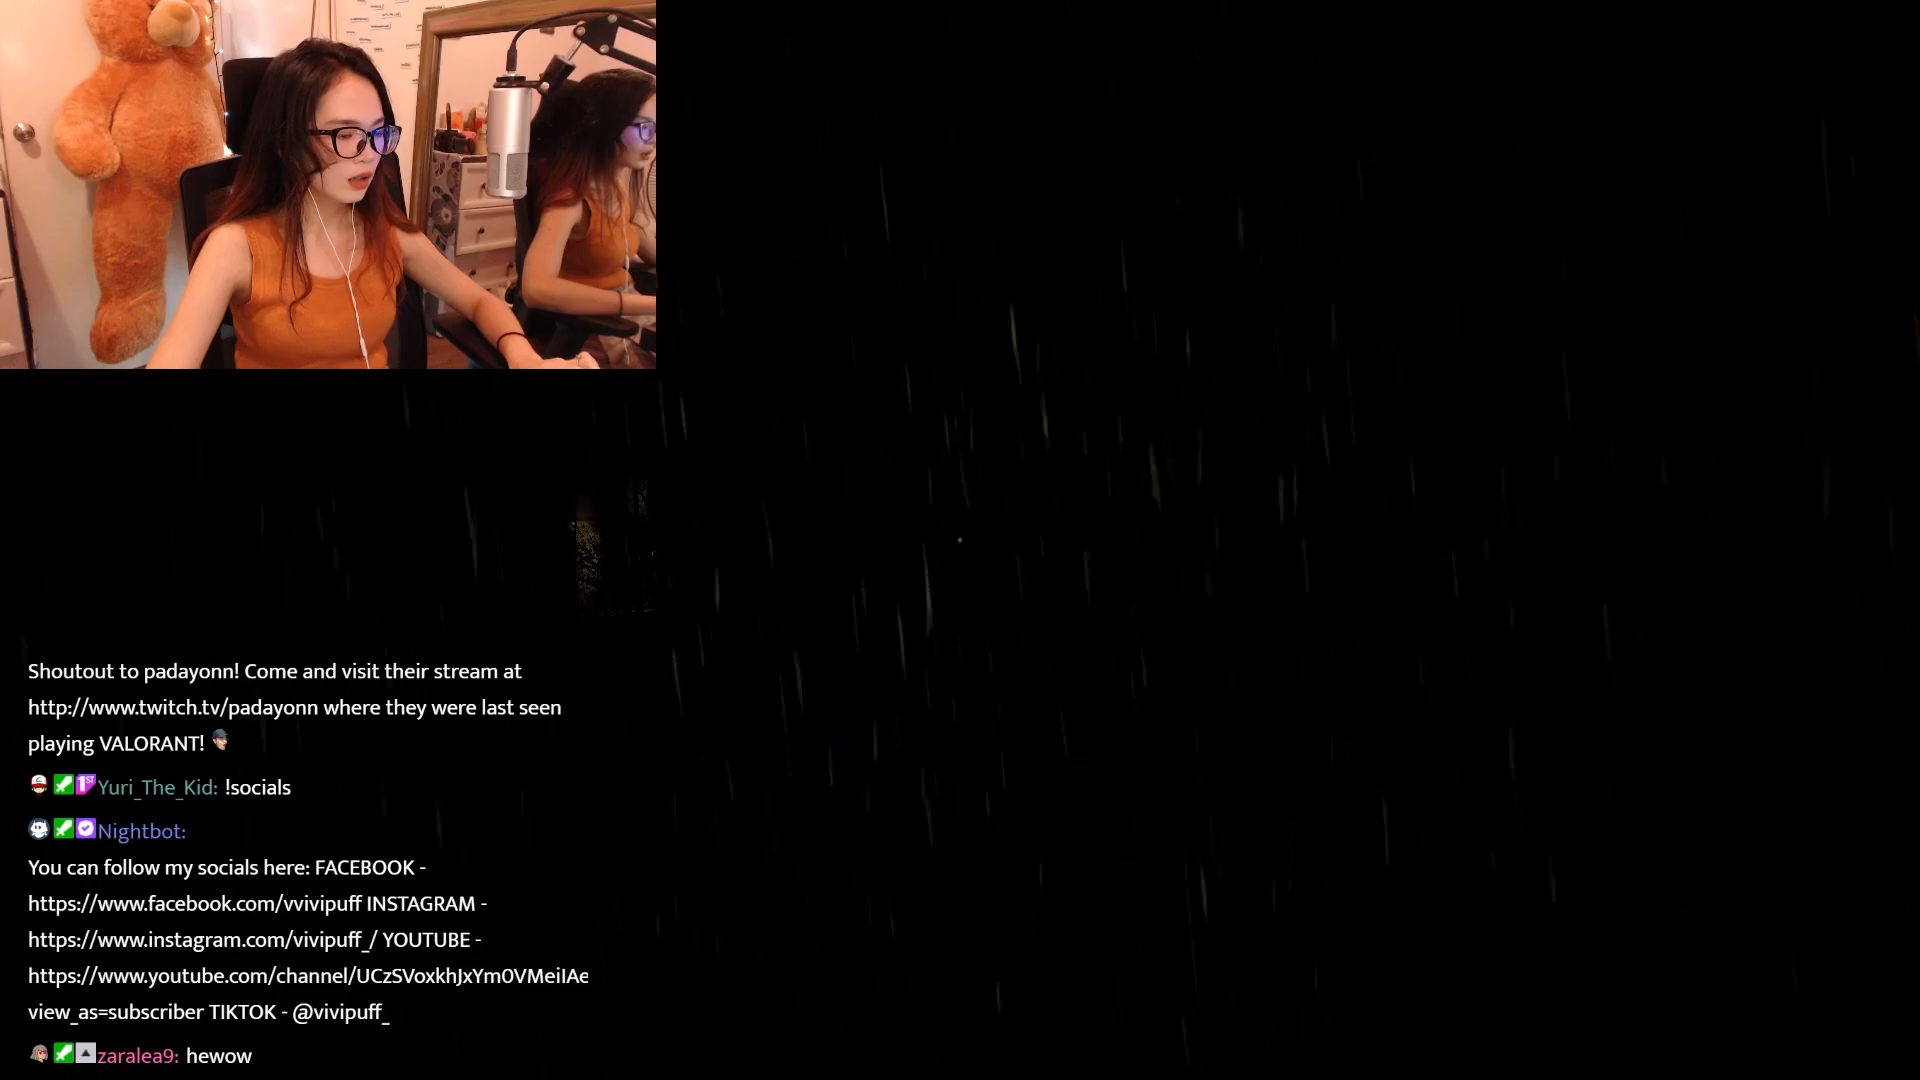 Shoutout to padayonn! Come and visit their stream at
http://www.twitch.tv/padayonn where they were last seen
playing VALORANT!
Yuri_The_Kid: !socials
Nightbot:
You can follow my socials here: FACEBOOK -
https://www.facebook.com/vvivipuff INSTAGRAM -
https://www.instagram.com/vivipuff_/ YOUTUBE -
https://www.youtube.com/channel/UCzSVoxkhJxYm0VMeiIAe
view_as=subscriber TIKTOK - @vivipuff_
zaralea9: hewow